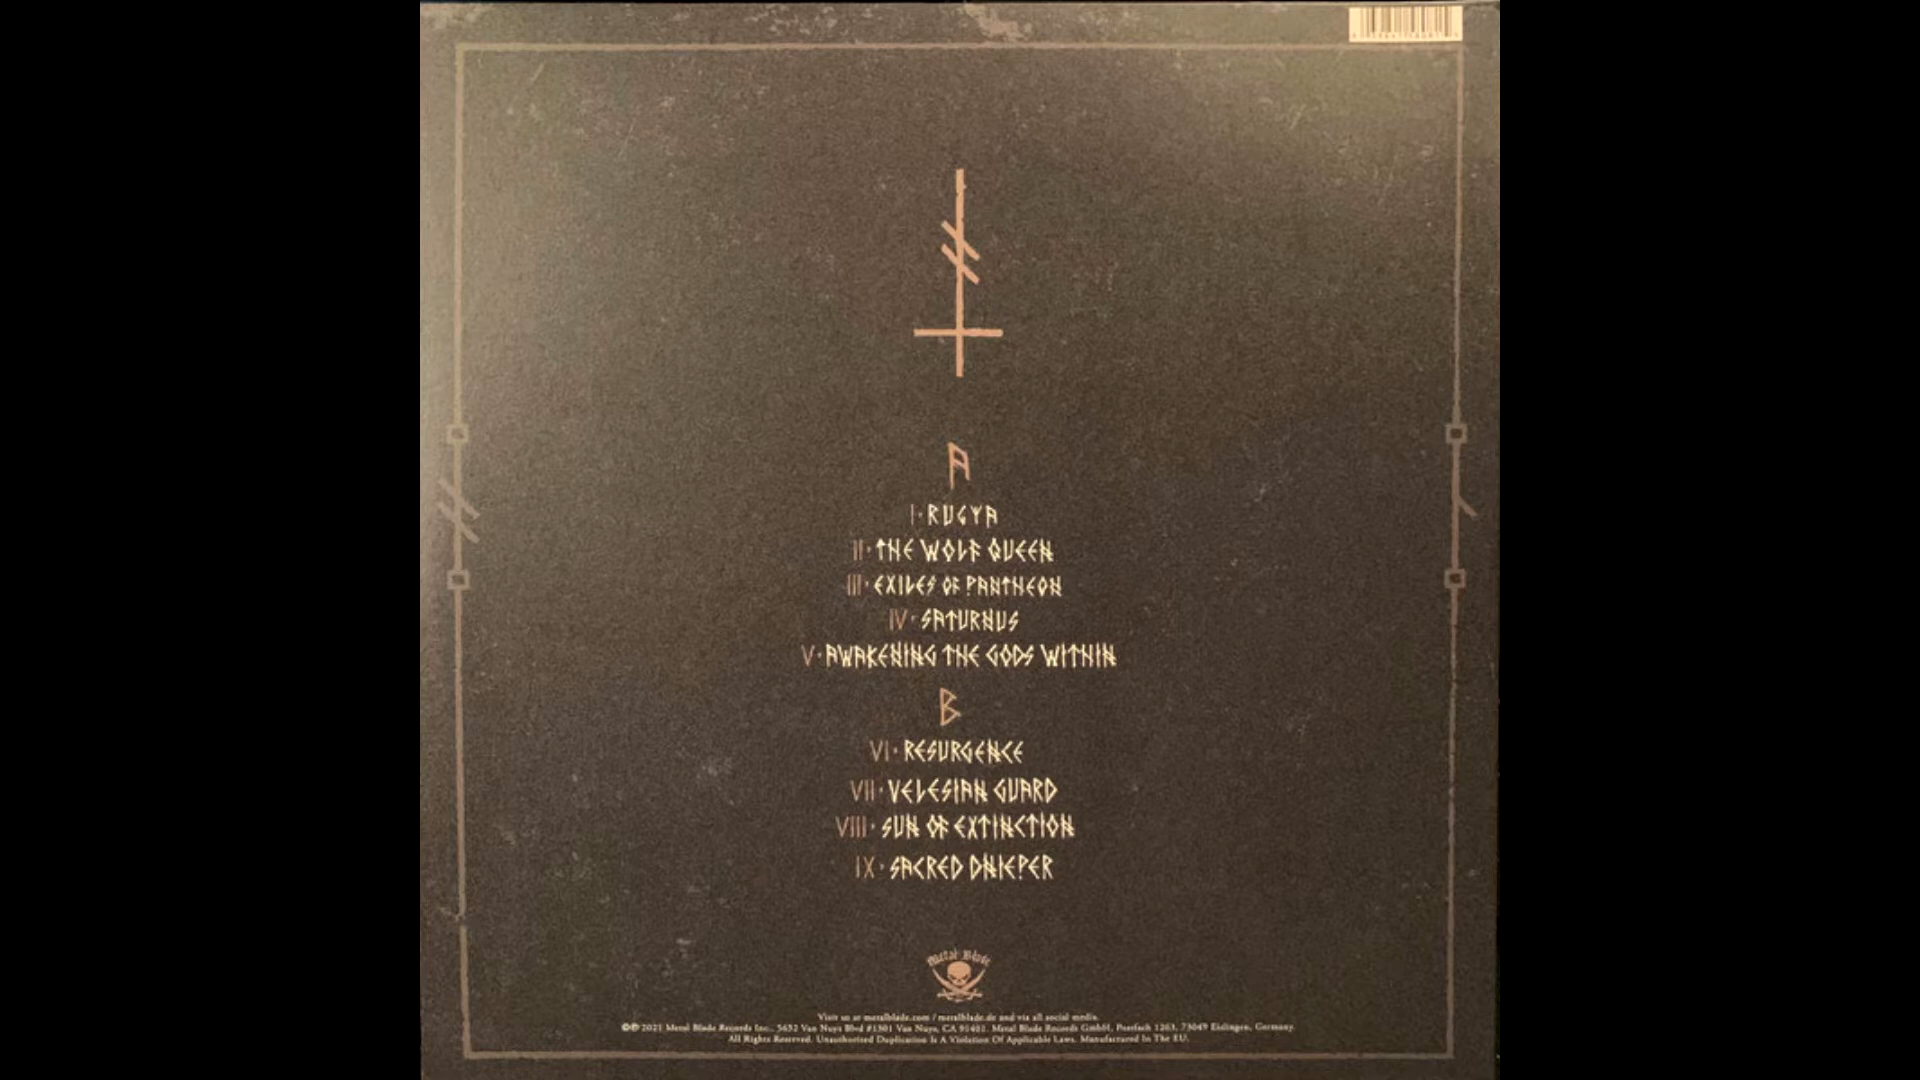 A
I · RUGYA
II · THE WOLF QUEEN
III · EXILES OF PANTHEON
IV · SATURNUS
V · AWAKENING THE GODS WITHIN
B
VI · RESURGENCE
VII · VELESIAN GUARD
VIII · SUN OF EXTINCTION
IX · SACRED DNIEPER
Metal Blade
Visit us at metalblade.com / metalblade.de and via all social media.
©℗ 2021 Metal Blade Records Inc., 5632 Van Nuys Blvd #1301 Van Nuys, CA 91401. Metal Blade Records GmbH, Postfach 1263, 73049 Eislingen, Germany.
All Rights Reserved. Unauthorized Duplication Is A Violation Of Applicable Laws. Manufactured In The EU.